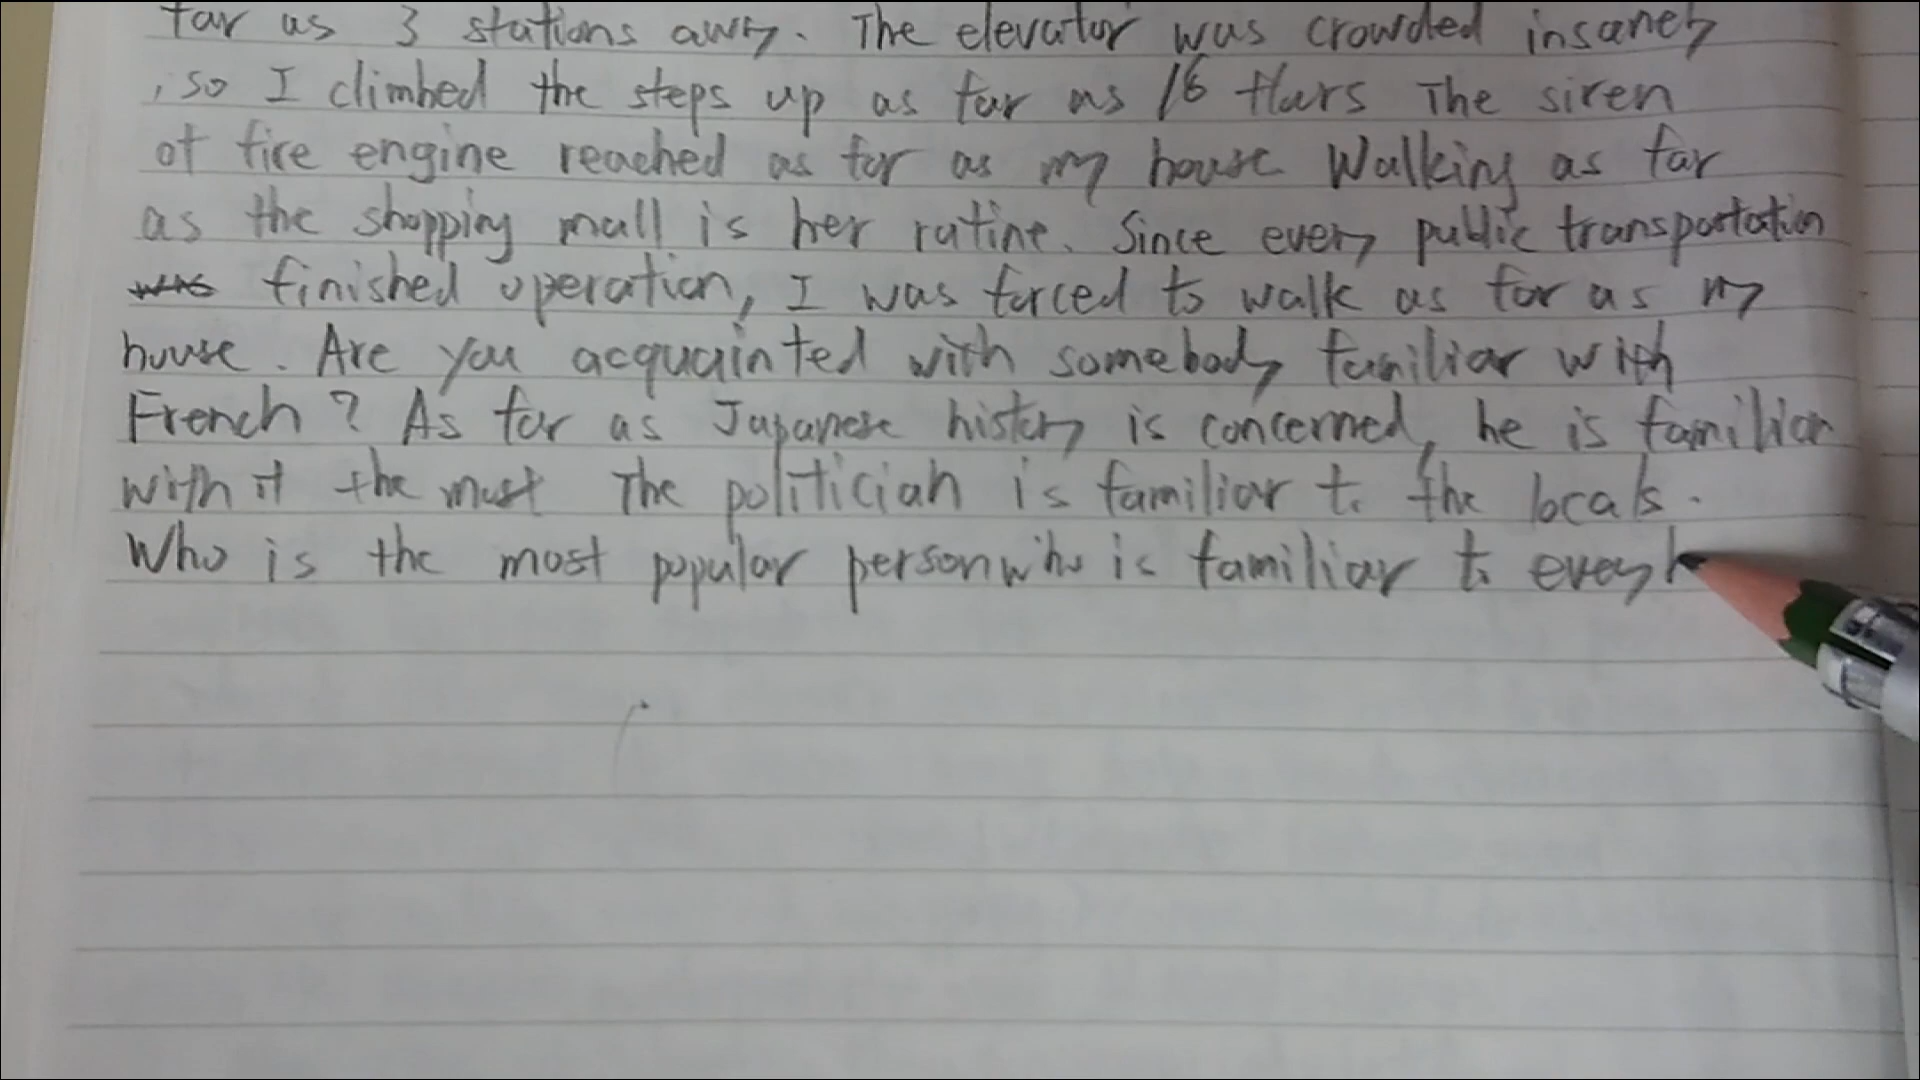 far as 3 stations away. The elevator was crowded insanely
, so I climbed the steps up as far as 16 floors The siren
of fire engine reached as far as my house Walking as far
as the shopping mall is her rutine. Since every public transportation
was finished operation, I was forced to walk as far as my
house. Are you acquainted with somebody familiar with
French? As far as Japanese history is concerned, he is familiar
with it the most The politician is familiar to the locals.
Who is the most popular person who is familiar to every